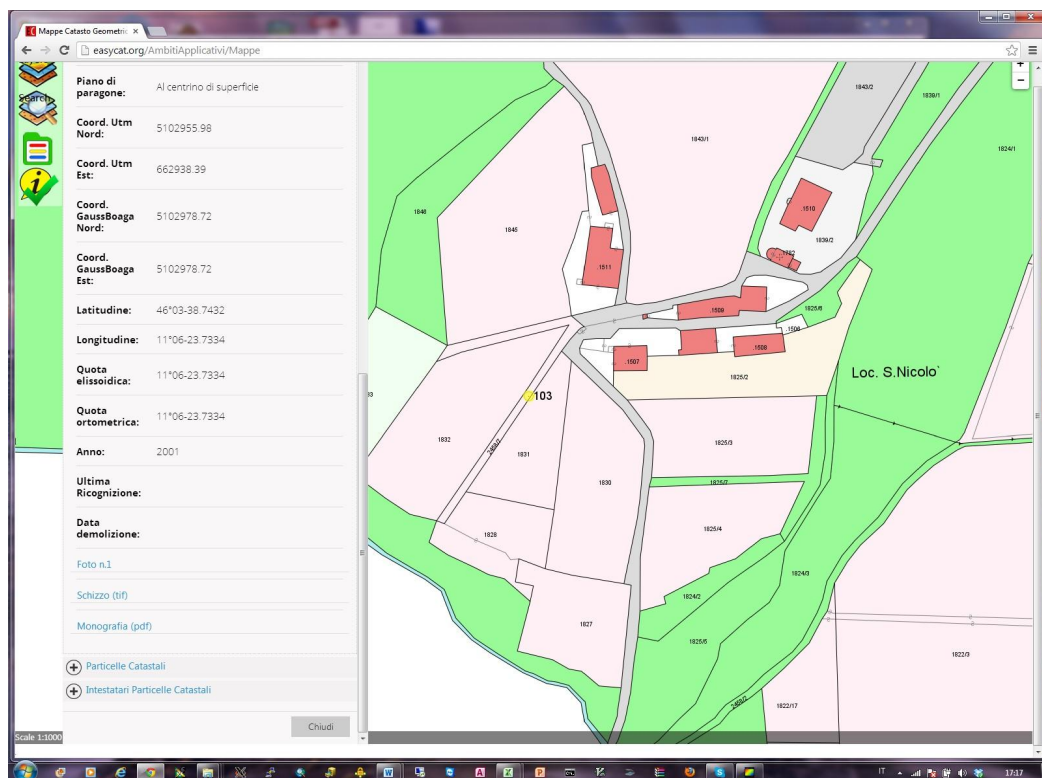 Mappe Catasto Geometric
easycat.org/AmbitiApplicativi/Mappe
Search
Piano di paragone: Al centrino di superficie
Coord. Utm Nord: 5102955.98
Coord. Utm Est: 662938.39
Coord. GaussBoaga Nord: 5102978.72
Coord. GaussBoaga Est: 5102978.72
Latitudine: 46°03-38.7432
Longitudine: 11°06-23.7334
Quota elissoidica: 11°06-23.7334
Quota ortometrica: 11°06-23.7334
Anno: 2001
Ultima Ricognizione:
Data demolizione:
Foto n.1
Schizzo (tif)
Monografia (pdf)
Particelle Catastali
Intestatari Particelle Catastali
Chiudi
Scale 1:1000
+
−
1843/2
1839/1
1843/1
1824/1
1846
1845
.1510
1839/2
.1511
.1509
1825/6
.1506
.1507
.1508
1825/2
Loc. S.Nicolo'
103
1832
2459/2
1831
1830
1825/3
1825/7
1825/4
1828
1827
1824/3
1824/2
1825/5
1822/3
1822/17
IT
17:17